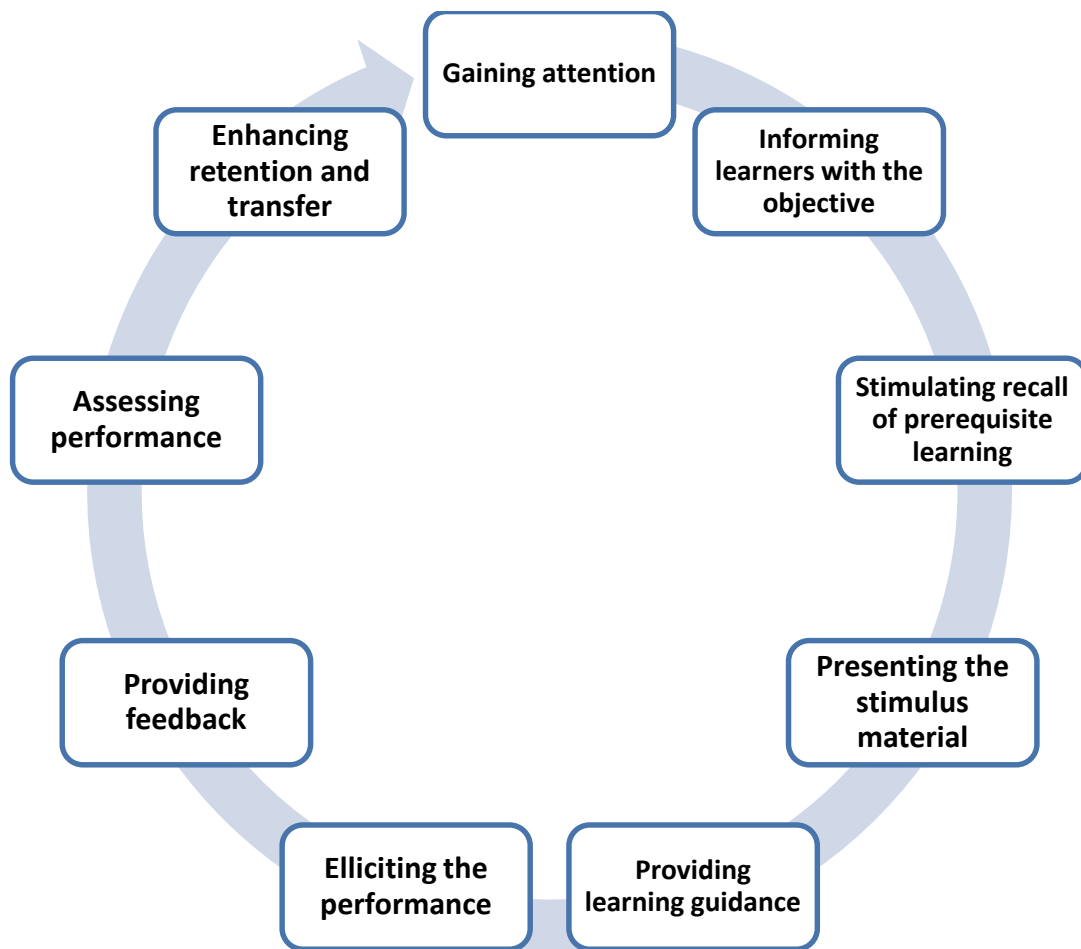 Gaining attention
Informing
learners with the
objective
Stimulating recall
of prerequisite
learning
Presenting the
stimulus
material
Providing
learning guidance
Elliciting the
performance
Providing
feedback
Assessing
performance
Enhancing
retention and
transfer